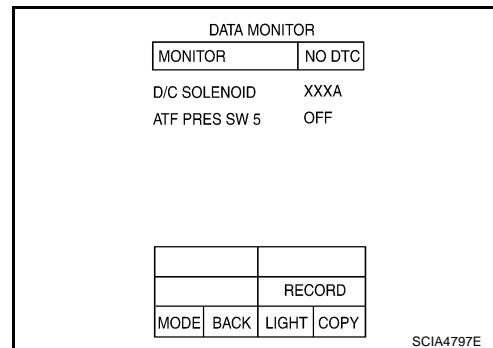 DATA MONITOR
MONITOR NO DTC
D/C SOLENOID XXXA
ATF PRES SW 5 OFF
RECORD
MODE BACK LIGHT COPY
SCIA4797E